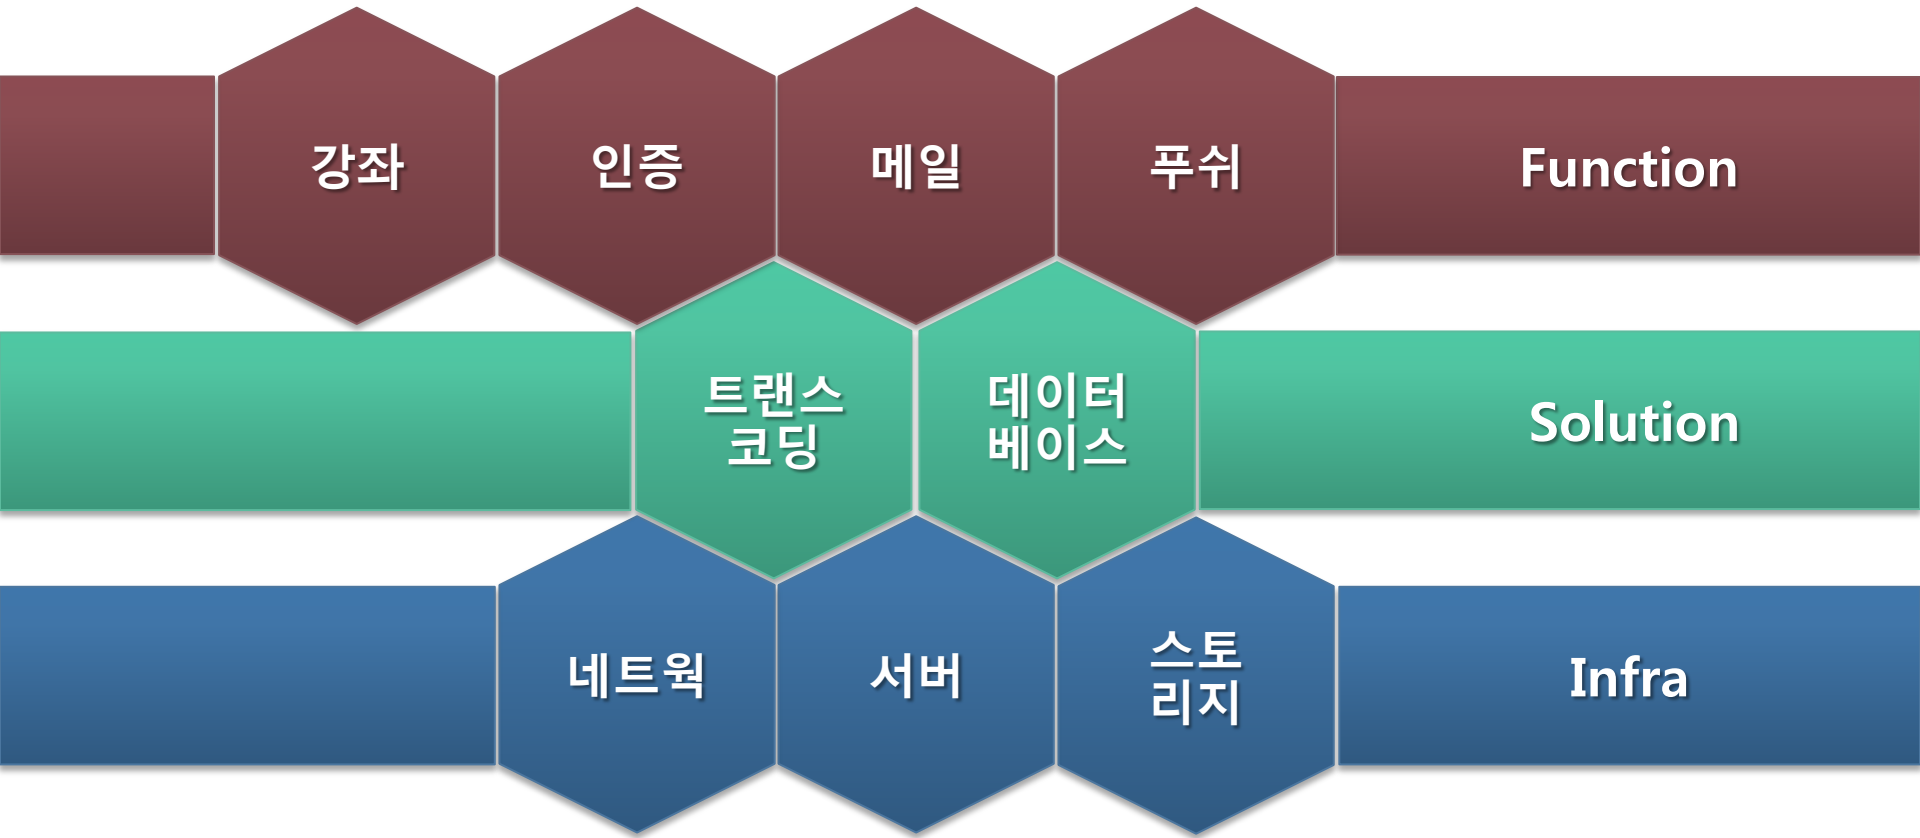 강좌
인증
메일
푸쉬
Function
트랜스
코딩
데이터
베이스
Solution
네트웍
서버
스토
리지
Infra